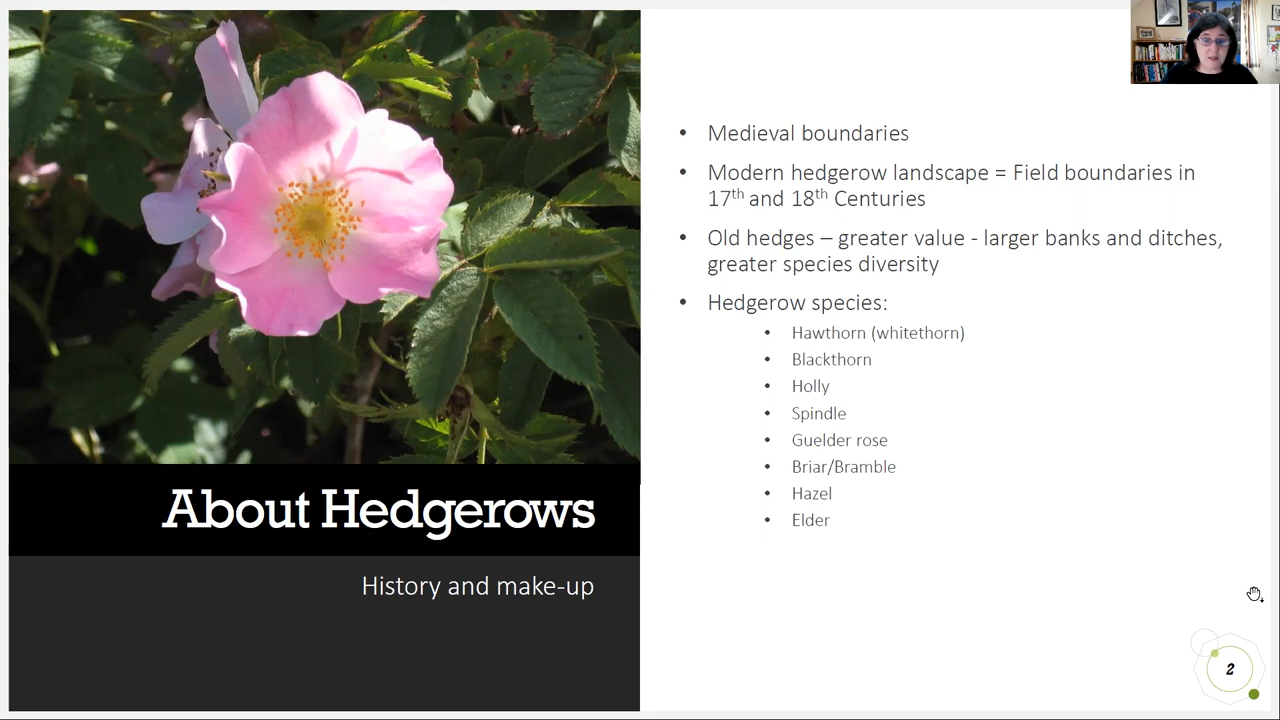 About Hedgerows
History and make-up
• Medieval boundaries
• Modern hedgerow landscape = Field boundaries in
17th and 18th Centuries
• Old hedges – greater value - larger banks and ditches,
greater species diversity
• Hedgerow species:
• Hawthorn (whitethorn)
• Blackthorn
• Holly
• Spindle
• Guelder rose
• Briar/Bramble
• Hazel
• Elder
2